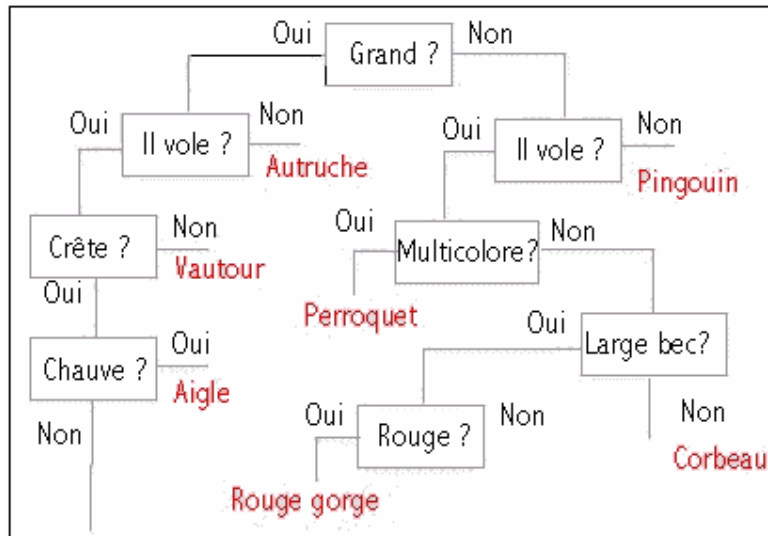 Oui
Grand ?
Non
Oui
Il vole ?
Non
Autruche
Oui
Il vole ?
Non
Pingouin
Crête ?
Non
Vautour
Oui
Oui
Multicolore?
Non
Perroquet
Chauve ?
Oui
Aigle
Non
Oui
Large bec?
Non
Corbeau
Oui
Rouge ?
Non
Rouge gorge